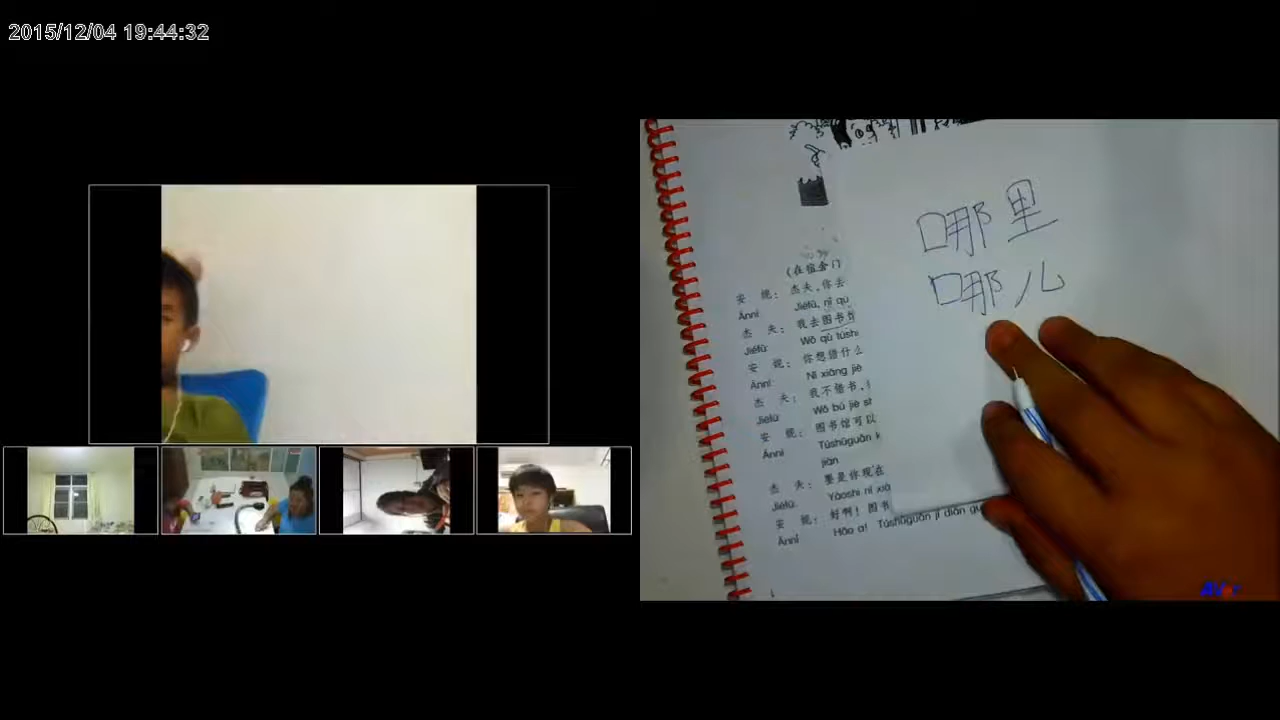 2015/12/04 19:44:32
哪里
哪儿
(在宿舍门
安 妮：杰夫，你去
Ānnī Jiéfū, nǐ qù
杰 夫：我去图书馆
Jiéfū Wǒ qù túshū
安 妮：你想借什么
Ānnī Nǐ xiǎng jiè
杰 夫：我不借书，
Jiéfū Wǒ bú jiè sh
安 妮：图书馆可以
Ānnī Túshūguǎn k
jiàn
杰 夫：要是你现在
Jiéfū Yàoshi nǐ xià
安 妮：好啊！图书
Ānnī Hǎo a! Túshūguǎn jǐ diǎn gu
AVer